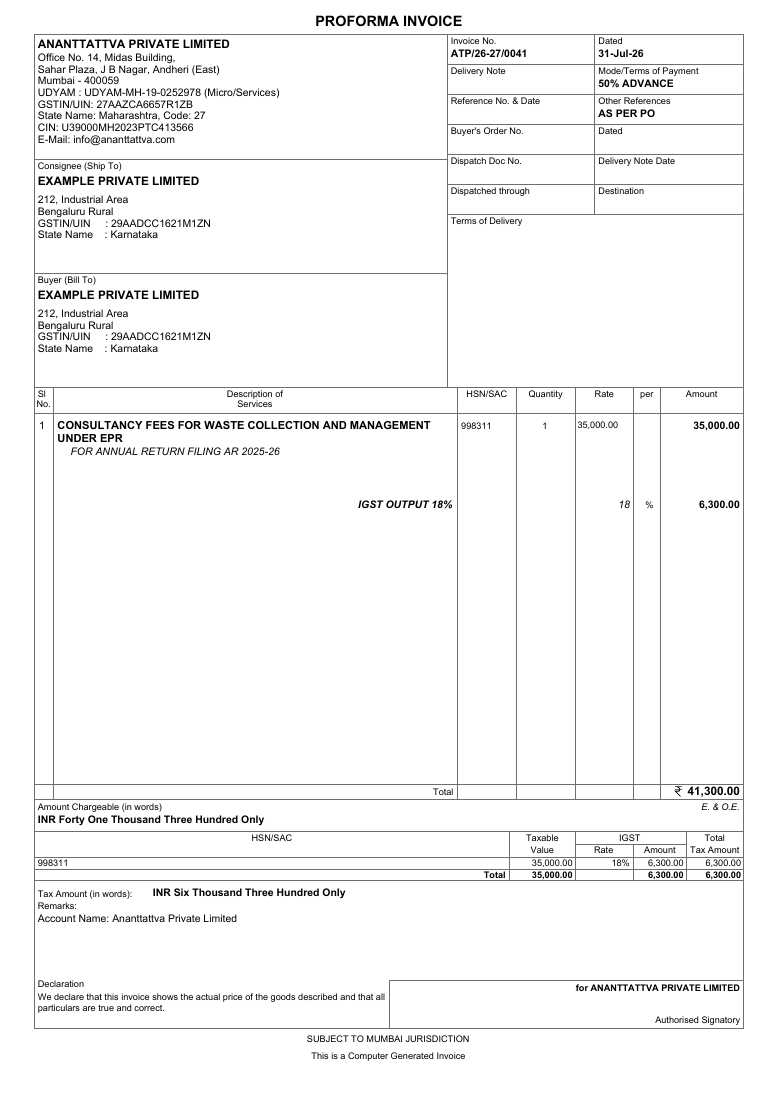 PROFORMA INVOICE
ANANTTATTVA PRIVATE LIMITED
Office No. 14, Midas Building,
Sahar Plaza, J B Nagar, Andheri (East)
Mumbai - 400059
UDYAM : UDYAM-MH-19-0252978 (Micro/Services)
GSTIN/UIN: 27AAZCA6657R1ZB
State Name: Maharashtra, Code: 27
CIN: U39000MH2023PTC413566
E-Mail: info@ananttattva.com
Invoice No.
ATP/26-27/0041
Dated
31-Jul-26
Delivery Note
Mode/Terms of Payment
50% ADVANCE
Reference No. & Date
Other References
AS PER PO
Buyer's Order No.
Dated
Dispatch Doc No.
Delivery Note Date
Dispatched through
Destination
Terms of Delivery
Consignee (Ship To)
EXAMPLE PRIVATE LIMITED
212, Industrial Area
Bengaluru Rural
GSTIN/UIN : 29AADCC1621M1ZN
State Name : Karnataka
Buyer (Bill To)
EXAMPLE PRIVATE LIMITED
212, Industrial Area
Bengaluru Rural
GSTIN/UIN : 29AADCC1621M1ZN
State Name : Karnataka
Sl No. Description of Services HSN/SAC Quantity Rate per Amount
1 CONSULTANCY FEES FOR WASTE COLLECTION AND MANAGEMENT 998311 1 35,000.00 35,000.00
UNDER EPR
FOR ANNUAL RETURN FILING AR 2025-26
IGST OUTPUT 18% 18 % 6,300.00
Total ₹ 41,300.00
Amount Chargeable (in words) E. & O.E.
INR Forty One Thousand Three Hundred Only
HSN/SAC Taxable Value IGST Rate Amount Total Tax Amount
998311 35,000.00 18% 6,300.00 6,300.00
Total 35,000.00 6,300.00 6,300.00
Tax Amount (in words): INR Six Thousand Three Hundred Only
Remarks:
Account Name: Ananttattva Private Limited
Declaration
We declare that this invoice shows the actual price of the goods described and that all
particulars are true and correct.
for ANANTTATTVA PRIVATE LIMITED
Authorised Signatory
SUBJECT TO MUMBAI JURISDICTION
This is a Computer Generated Invoice